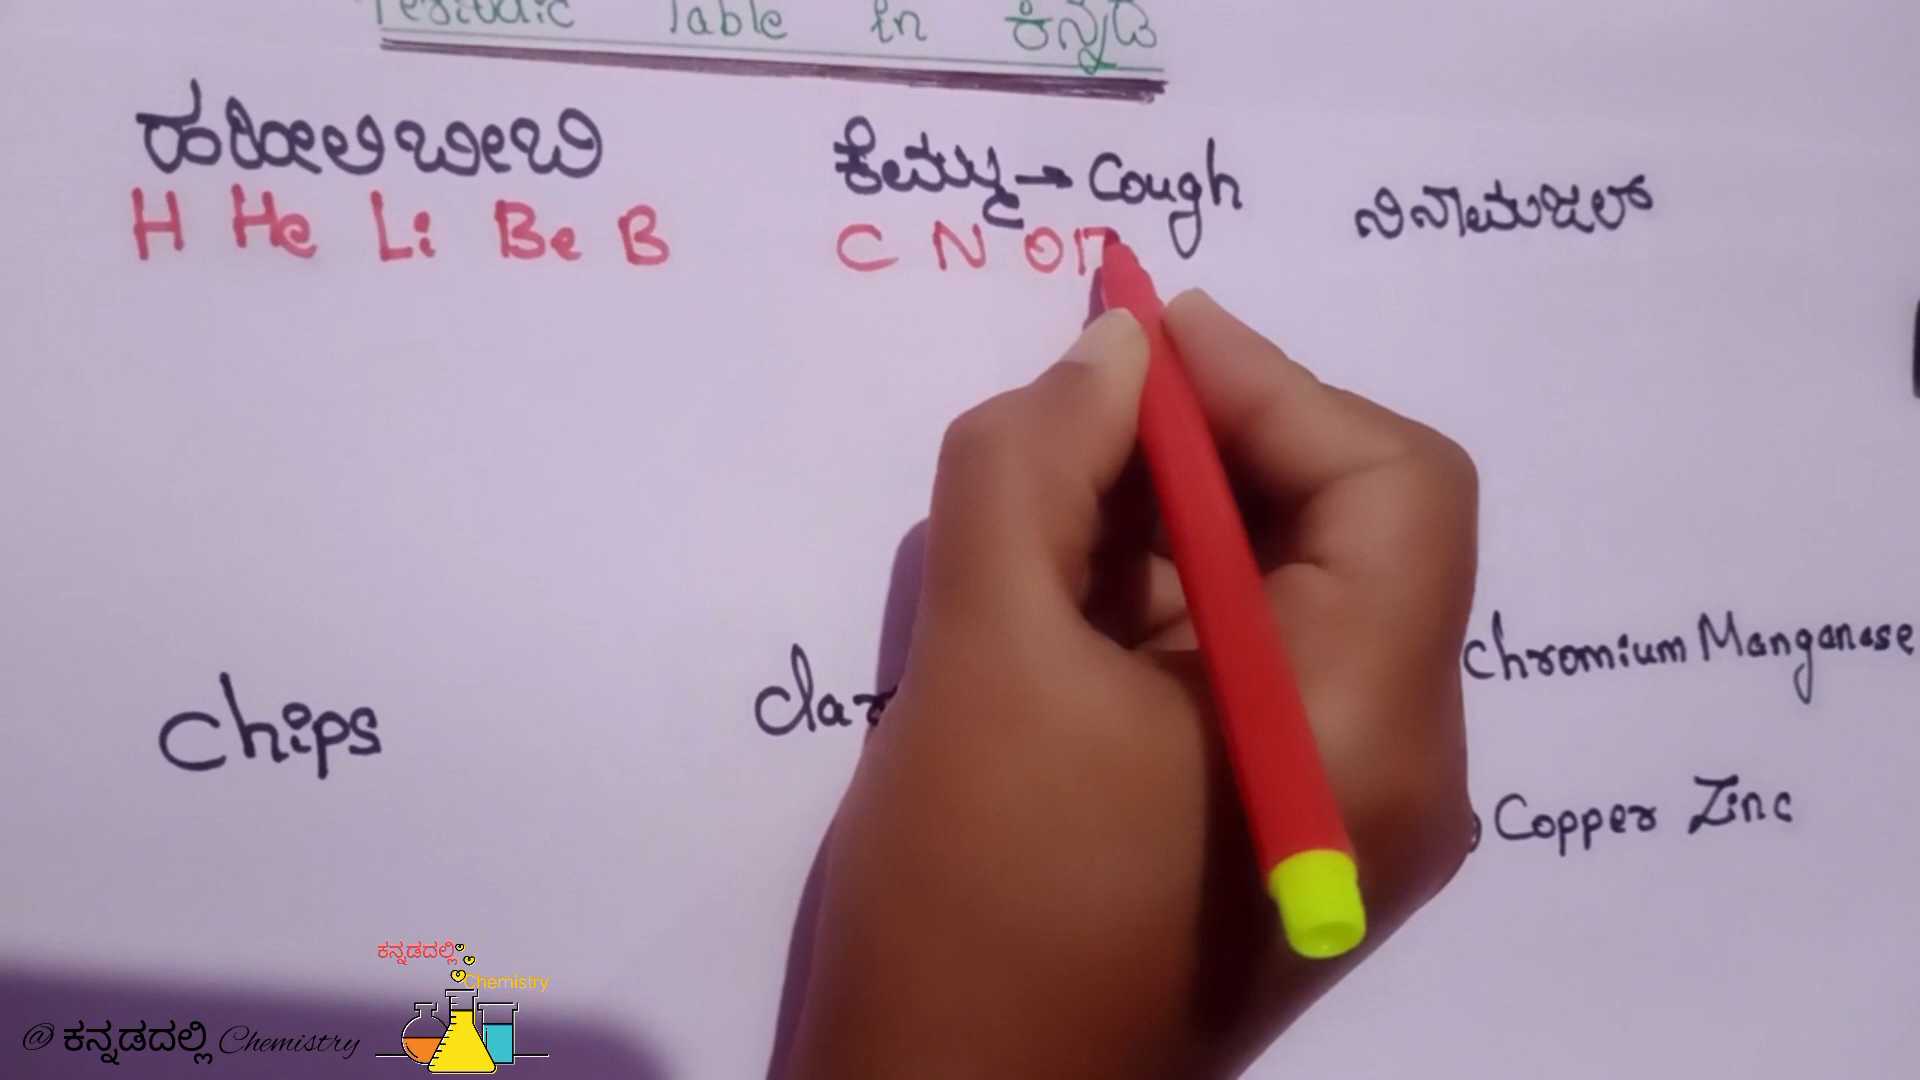 Periodic Table in ಕನ್ನಡ
ಹಹೀಲಿಬೀಬಿ
H He Li Be B
ಕೆಮ್ಮು → Cough
C N O F
ನಿನಾಮಜಲ್
chips
clar
Chromium Manganese
Copper Zinc
ಕನ್ನಡದಲ್ಲಿ
Chemistry
@ ಕನ್ನಡದಲ್ಲಿ Chemistry